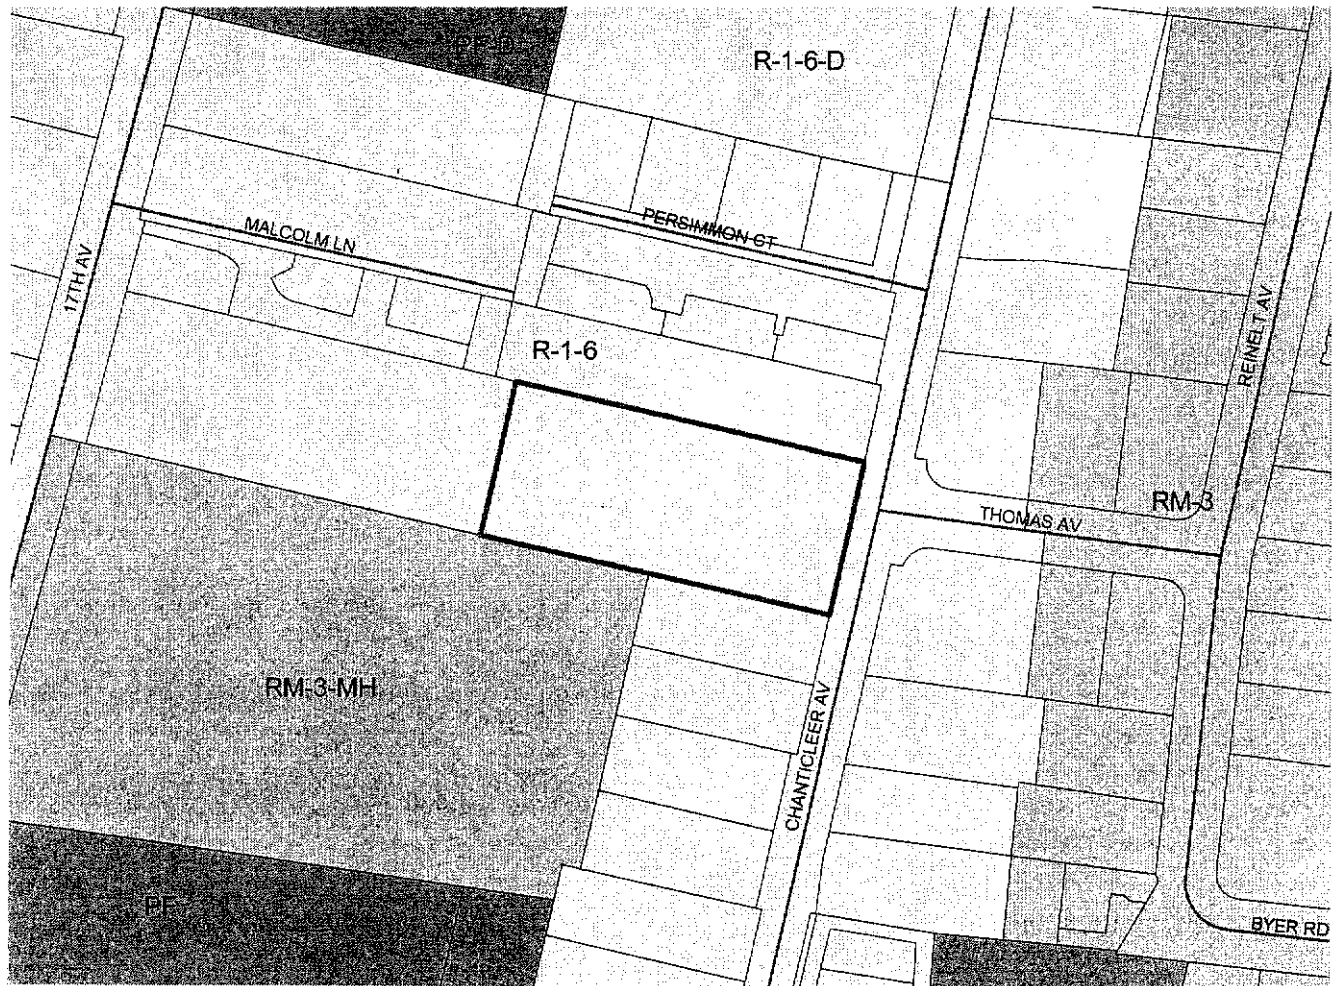 PF-D
R-1-6-D
PERSIMMON CT
MALCOLM LN
17TH AV
REINELT AV
R-1-6
RM-3
THOMAS AV
RM-3-MH
CHANTICLEER AV
PF
BYER RD